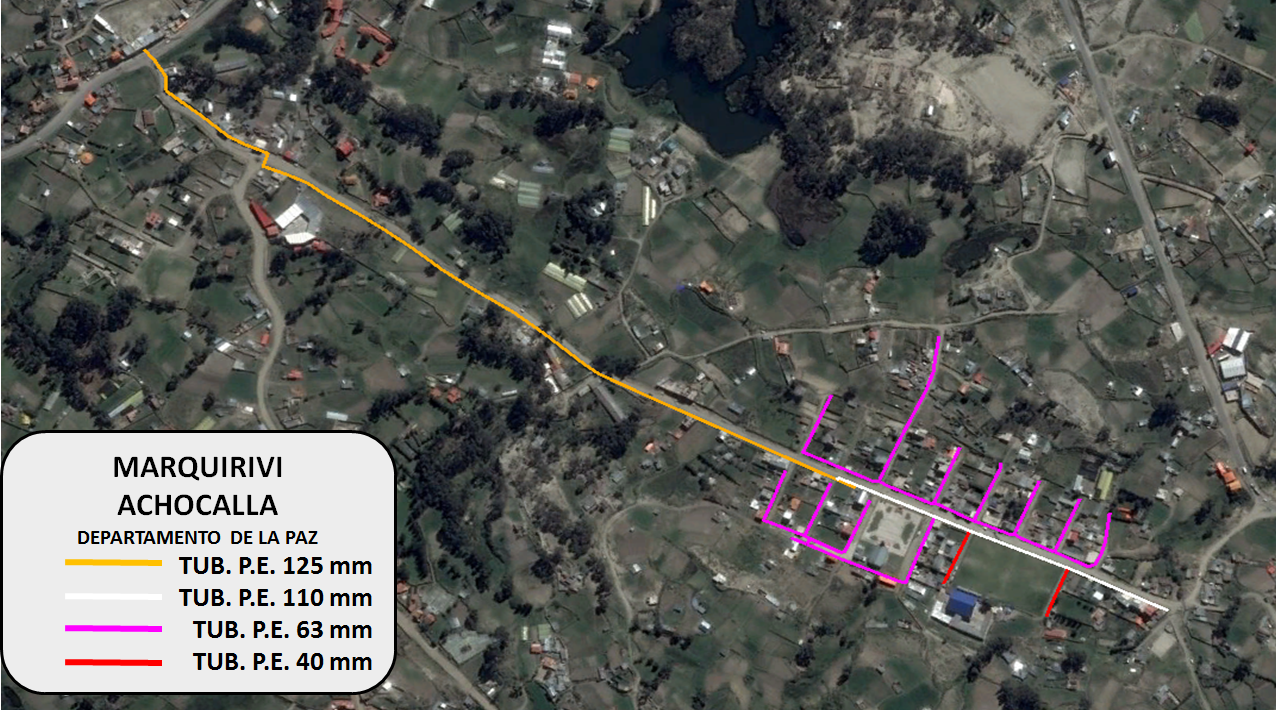 MARQUIRIVI
ACHOCALLA
DEPARTAMENTO DE LA PAZ
TUB. P.E. 125 mm
TUB. P.E. 110 mm
TUB. P.E. 63 mm
TUB. P.E. 40 mm